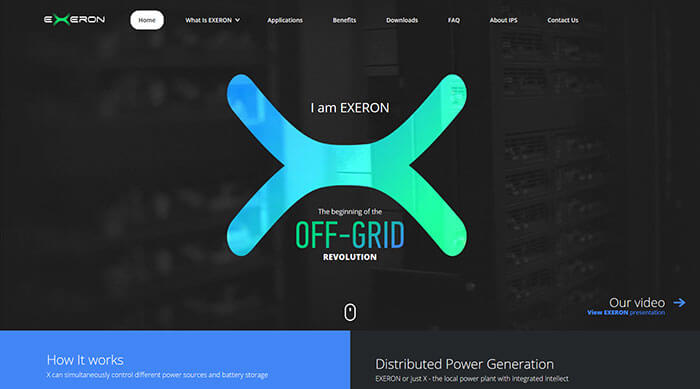 EXERON
Home
What Is EXERON
Applications
Benefits
Downloads
FAQ
About IPS
Contact Us
I am EXERON
The beginning of the
OFF-GRID
REVOLUTION
Our video
View EXERON presentation
How It works
X can simultaneously control different power sources and battery storage
Distributed Power Generation
EXERON or just X - the local power plant with integrated intellect